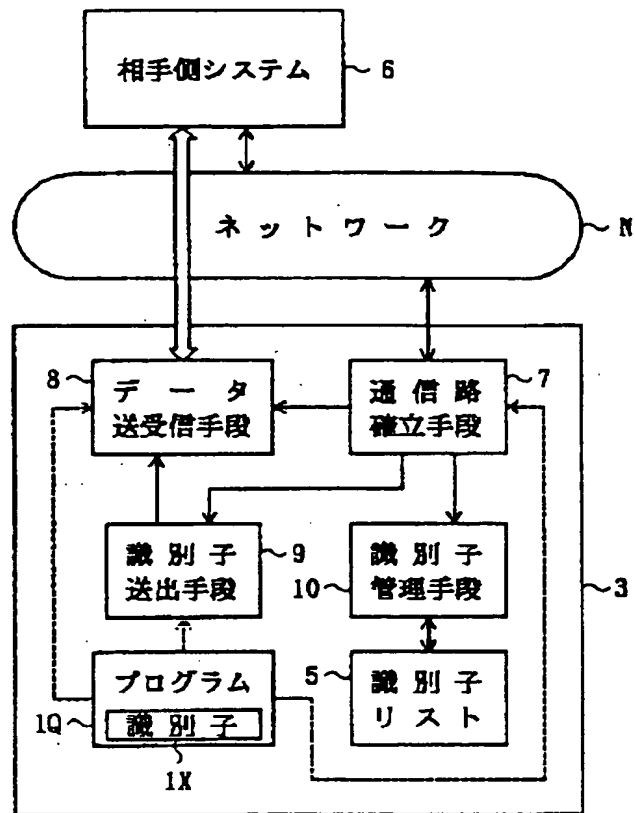 相手側システム
6
ネットワーク
N
8
データ
送受信手段
通信路
確立手段
7
識別子
送出手段
9
10
識別子
管理手段
3
プログラム
1Q
識別子
1X
5
識別子
リスト